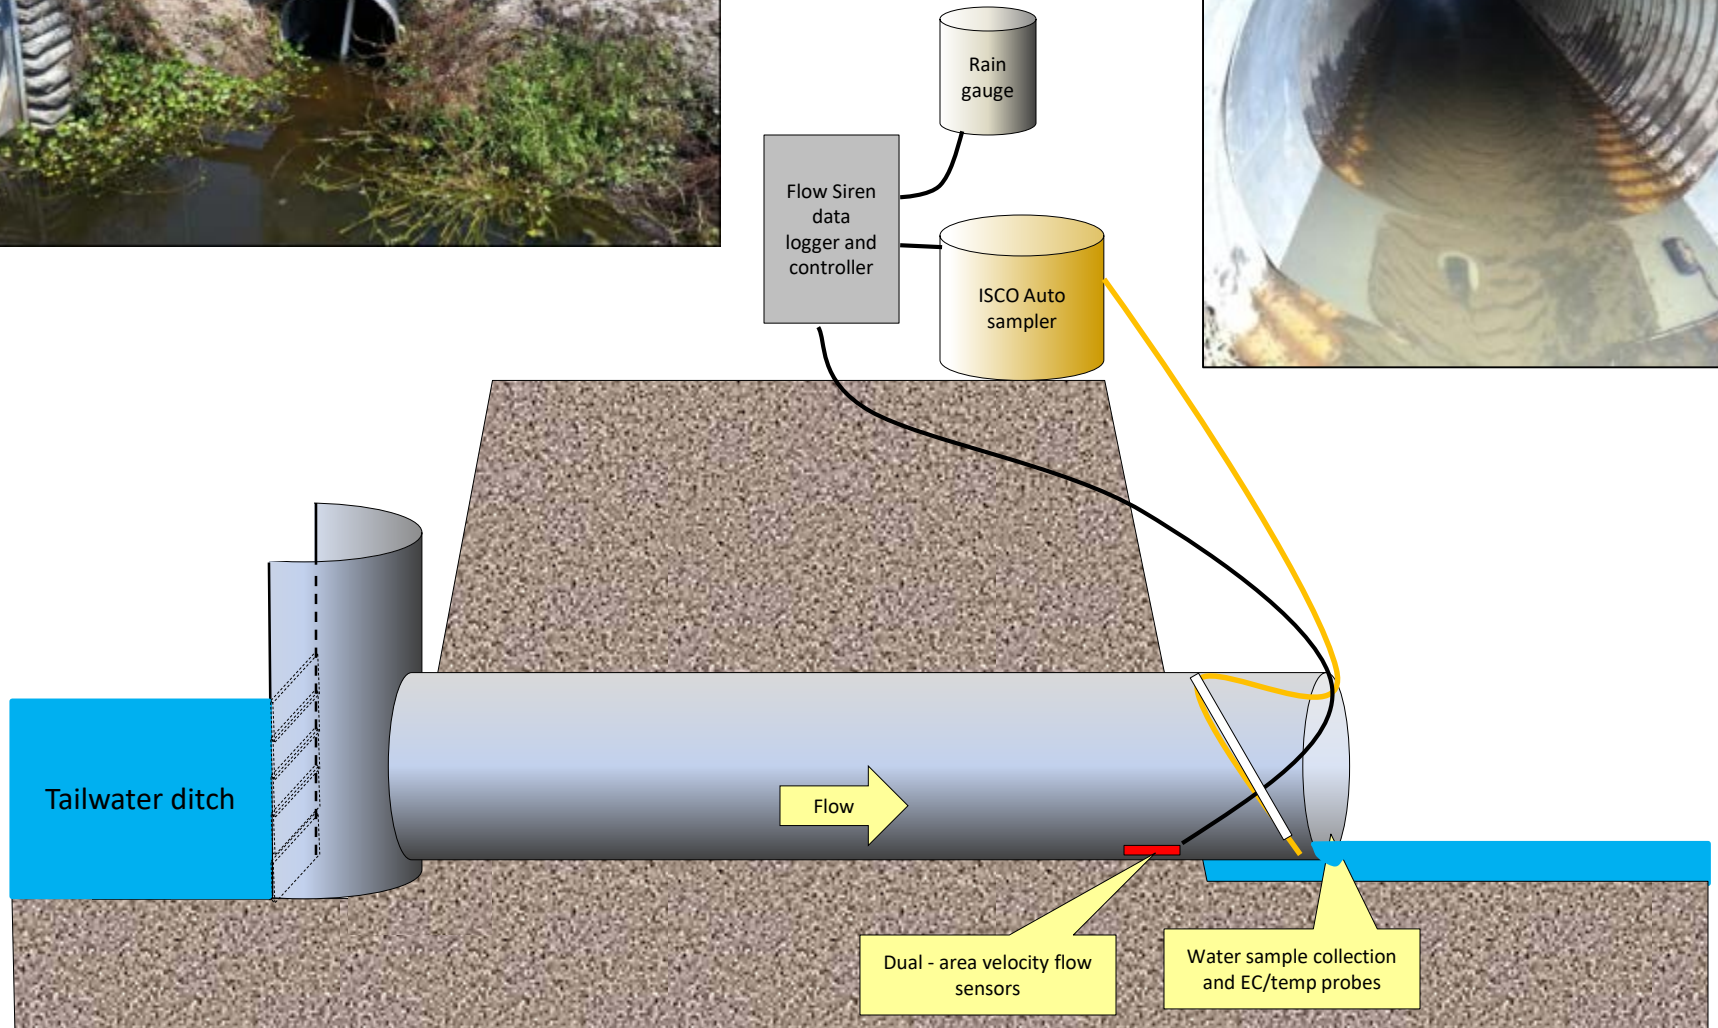 Rain
gauge
Flow Siren
data
logger and
controller
ISCO Auto
sampler
Tailwater ditch
Flow
Dual - area velocity flow
sensors
Water sample collection
and EC/temp probes